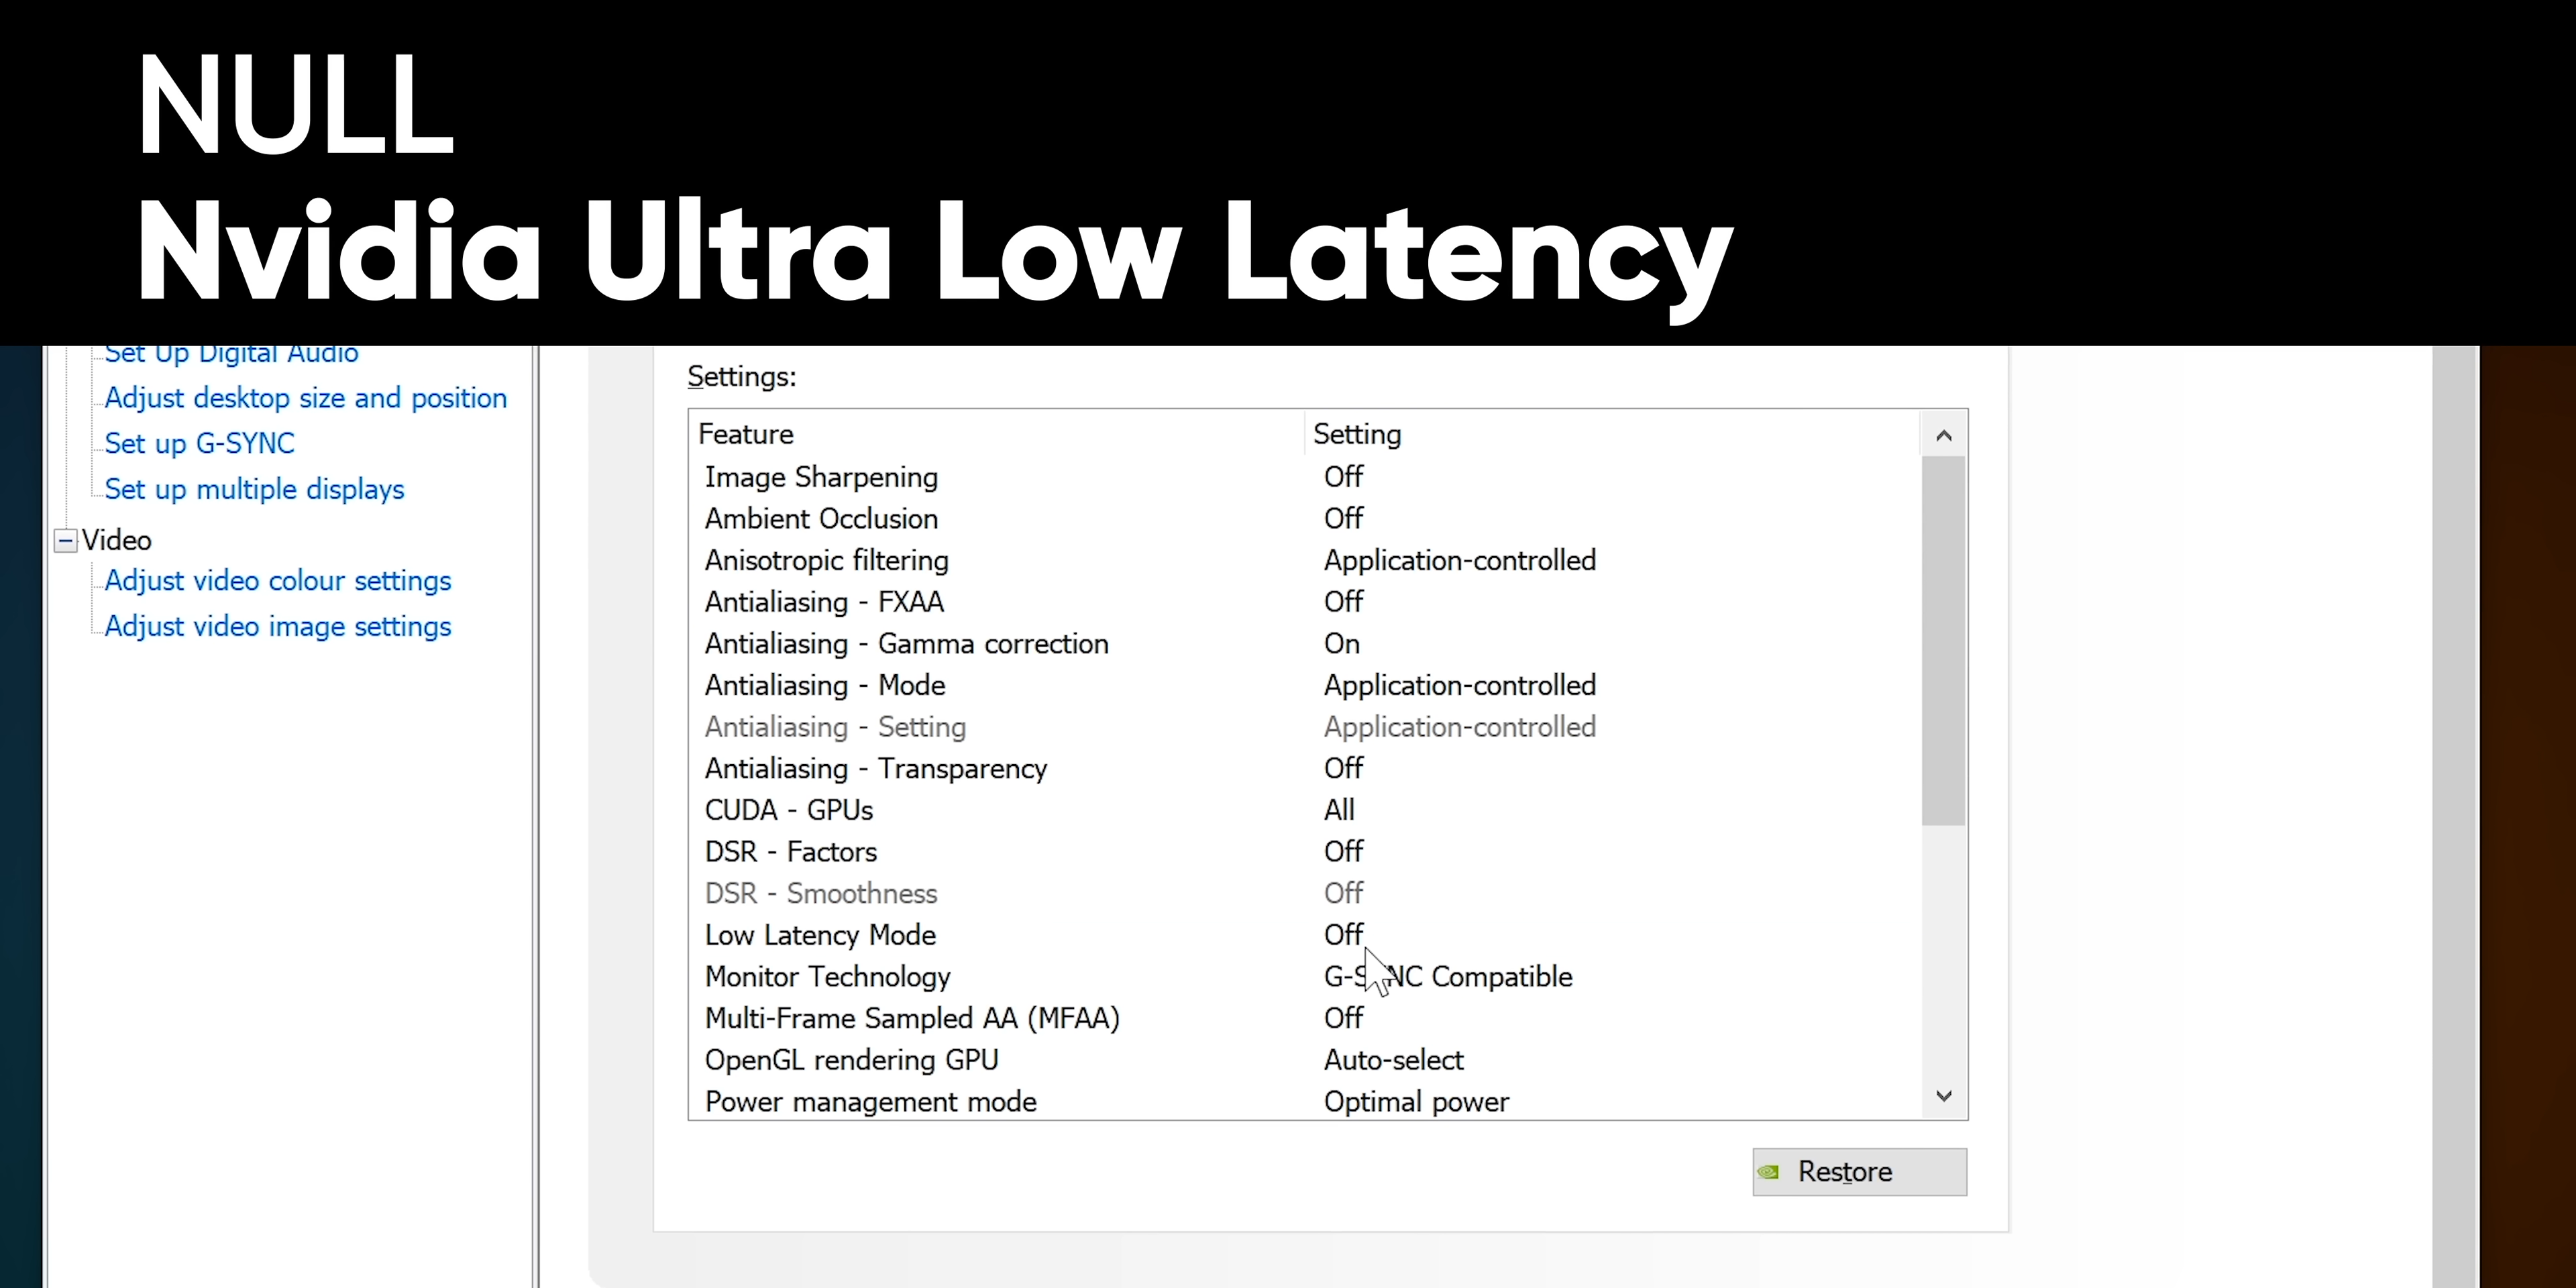 NULL
Nvidia Ultra Low Latency
Set Up Digital Audio
Adjust desktop size and position
Set up G-SYNC
Set up multiple displays
Video
Adjust video colour settings
Adjust video image settings
Settings:
Feature Setting
Image Sharpening Off
Ambient Occlusion Off
Anisotropic filtering Application-controlled
Antialiasing - FXAA Off
Antialiasing - Gamma correction On
Antialiasing - Mode Application-controlled
Antialiasing - Setting Application-controlled
Antialiasing - Transparency Off
CUDA - GPUs All
DSR - Factors Off
DSR - Smoothness Off
Low Latency Mode Off
Monitor Technology G-SYNC Compatible
Multi-Frame Sampled AA (MFAA) Off
OpenGL rendering GPU Auto-select
Power management mode Optimal power
Restore